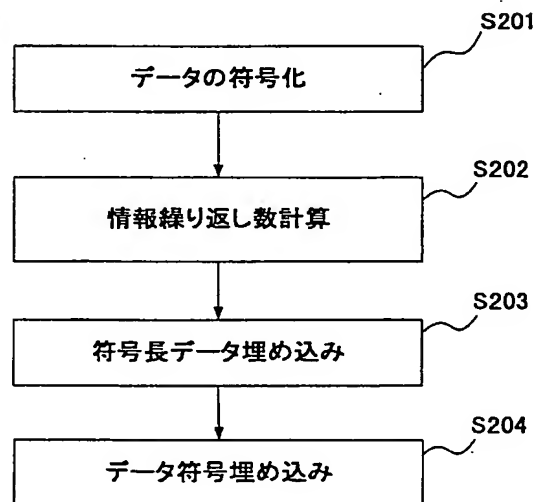 S201
データの符号化
S202
情報繰り返し数計算
S203
符号長データ埋め込み
S204
データ符号埋め込み